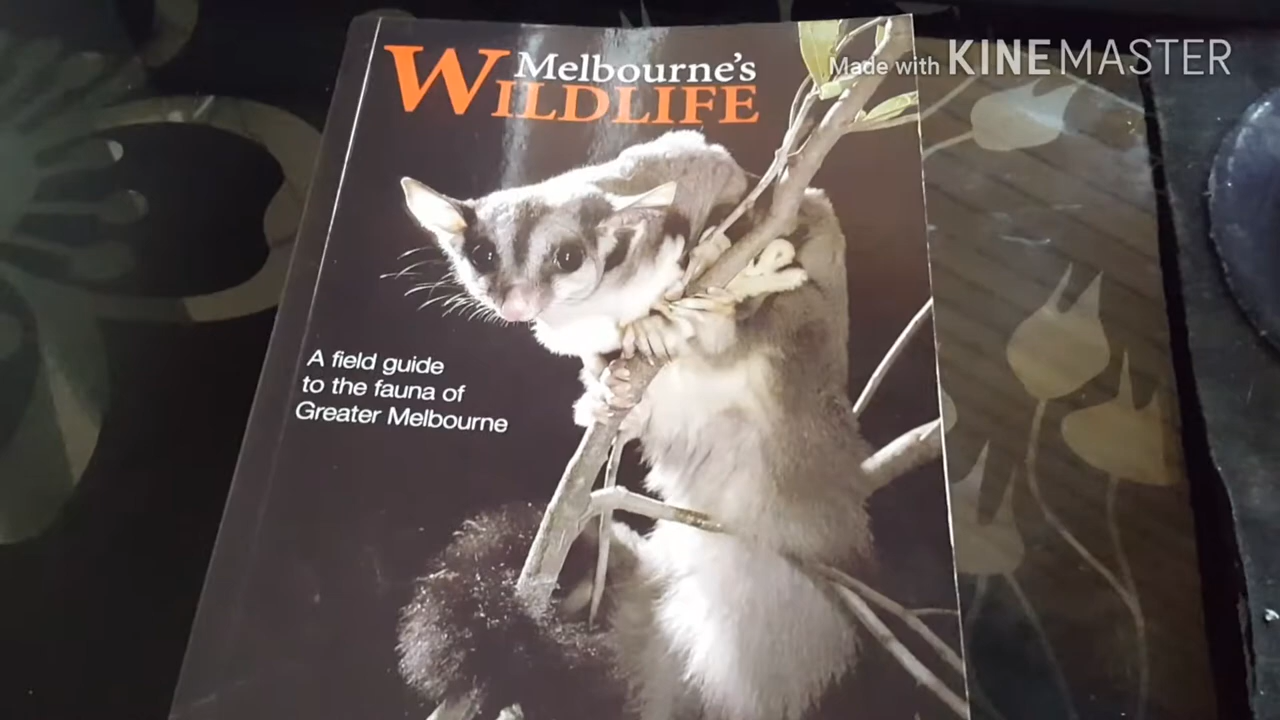 Melbourne's
WILDLIFE
Made with KINEMASTER
A field guide
to the fauna of
Greater Melbourne